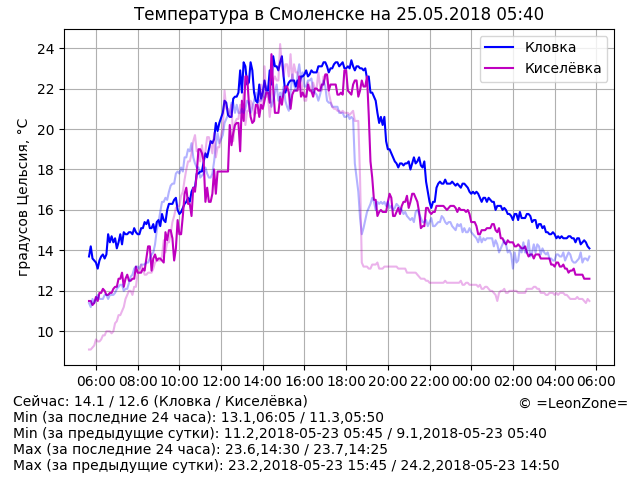 Температура в Смоленске на 25.05.2018 05:40
градусов Цельсия, °C
24
22
20
18
16
14
12
10
Кловка
Киселёвка
06:00 08:00 10:00 12:00 14:00 16:00 18:00 20:00 22:00 00:00 02:00 04:00 06:00
Сейчас: 14.1 / 12.6 (Кловка / Киселёвка)
© =LeonZone=
Min (за последние 24 часа): 13.1,06:05 / 11.3,05:50
Min (за предыдущие сутки): 11.2,2018-05-23 05:45 / 9.1,2018-05-23 05:40
Max (за последние 24 часа): 23.6,14:30 / 23.7,14:25
Max (за предыдущие сутки): 23.2,2018-05-23 15:45 / 24.2,2018-05-23 14:50